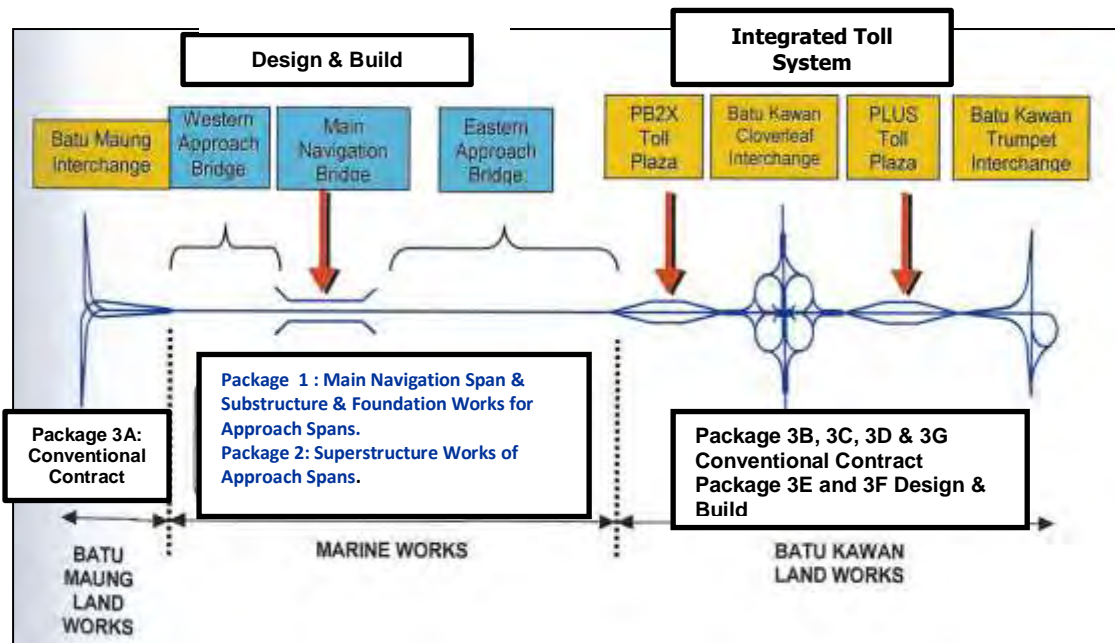 Design & Build
Integrated Toll
System
Batu Maung
Interchange
Western
Approach
Bridge
Main
Navigation
Bridge
Eastern
Approach
Bridge
PB2X
Toll
Plaza
Batu Kawan
Cloverleaf
Interchange
PLUS
Toll
Plaza
Batu Kawan
Trumpet
Interchange
Package 3A:
Conventional
Contract
Package 1 : Main Navigation Span &
Substructure & Foundation Works for
Approach Spans.
Package 2: Superstructure Works of
Approach Spans.
Package 3B, 3C, 3D & 3G
Conventional Contract
Package 3E and 3F Design &
Build
BATU
MAUNG
LAND
WORKS
MARINE WORKS
BATU KAWAN
LAND WORKS